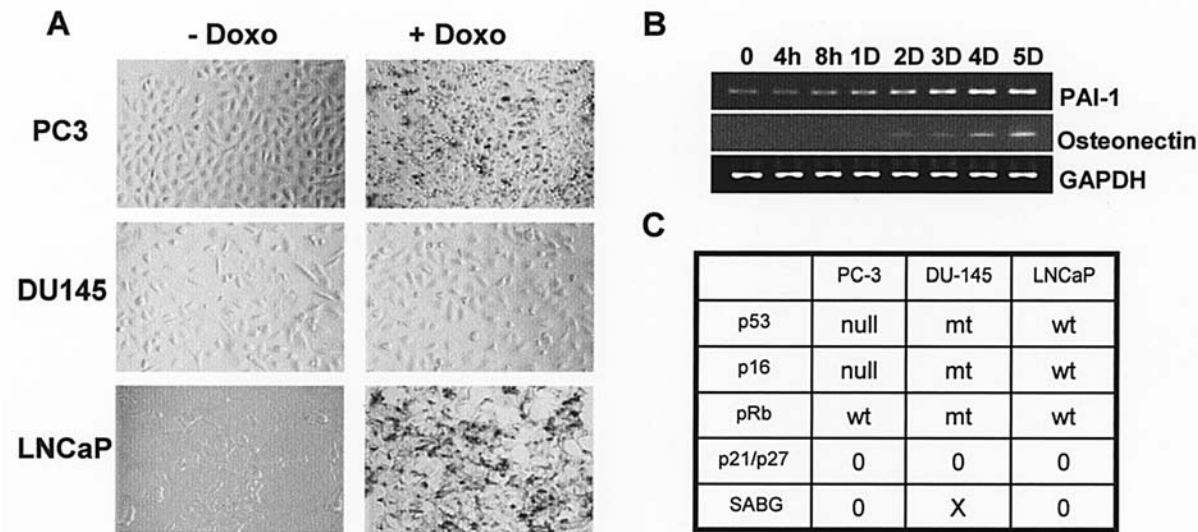 A
- Doxo + Doxo
PC3
DU145
LNCaP
B
0 4h 8h 1D 2D 3D 4D 5D
PAI-1
Osteonectin
GAPDH
C
PC-3 DU-145 LNCaP
p53 null mt wt
p16 null mt wt
pRb wt mt wt
p21/p27 0 0 0
SABG 0 X 0